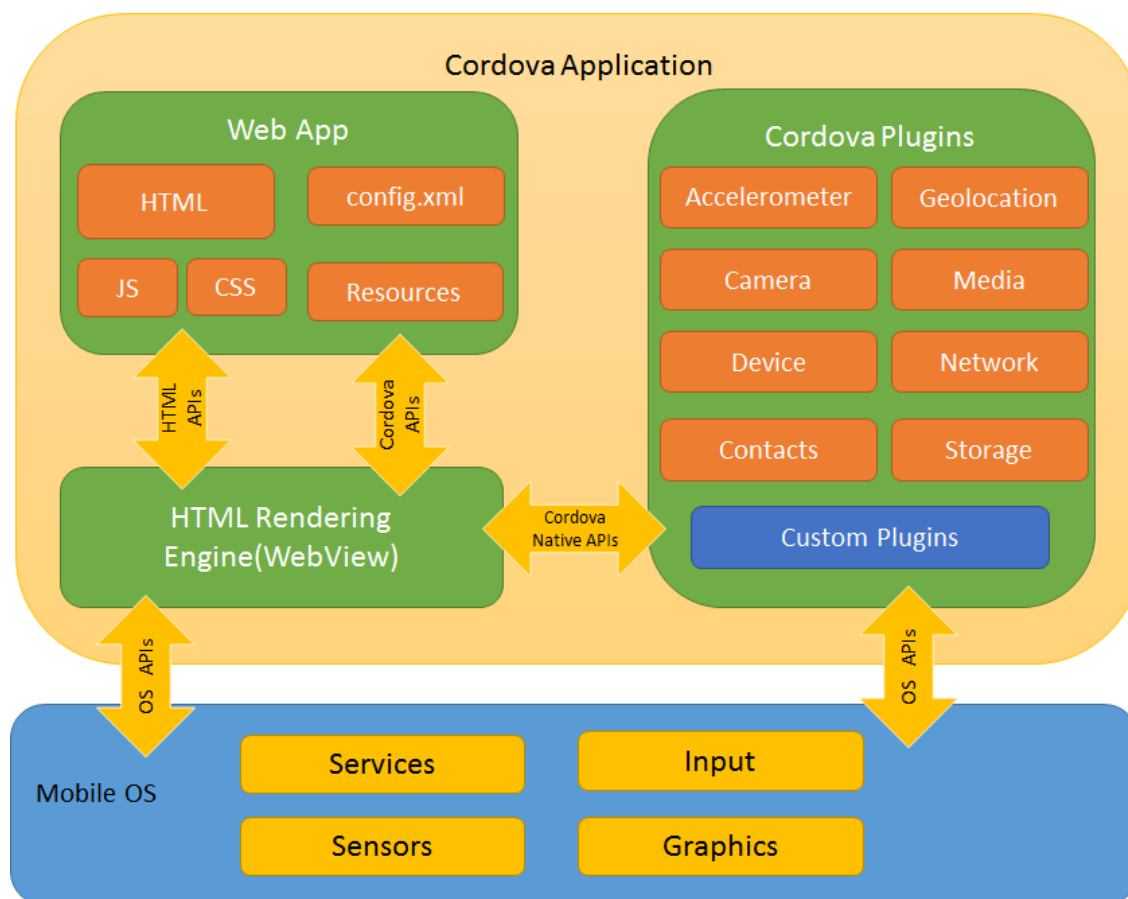 Cordova Application
Web App
HTML
config.xml
JS
CSS
Resources
HTML
APIs
Cordova
APIs
HTML Rendering
Engine(WebView)
Cordova
Native APIs
Cordova Plugins
Accelerometer
Geolocation
Camera
Media
Device
Network
Contacts
Storage
Custom Plugins
OS APIs
OS APIs
Mobile OS
Services
Input
Sensors
Graphics